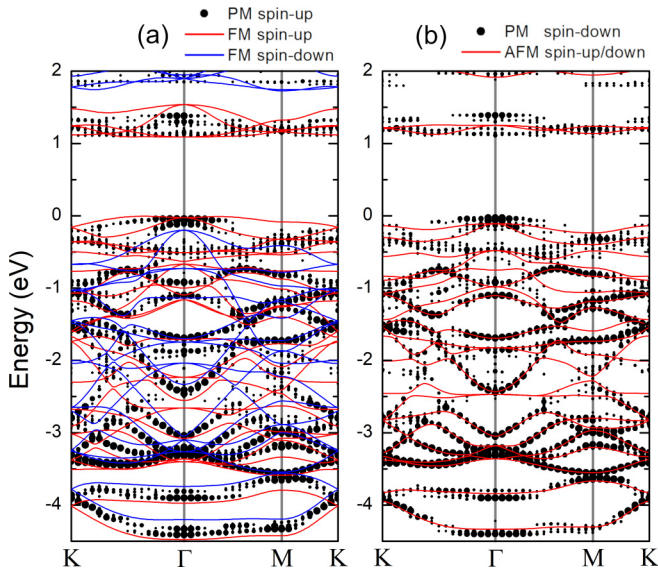 (a)
PM spin-up
FM spin-up
FM spin-down
(b)
PM spin-down
AFM spin-up/down
Energy (eV)
2
1
0
-1
-2
-3
-4
K Γ M K
2
1
0
-1
-2
-3
-4
K Γ M K